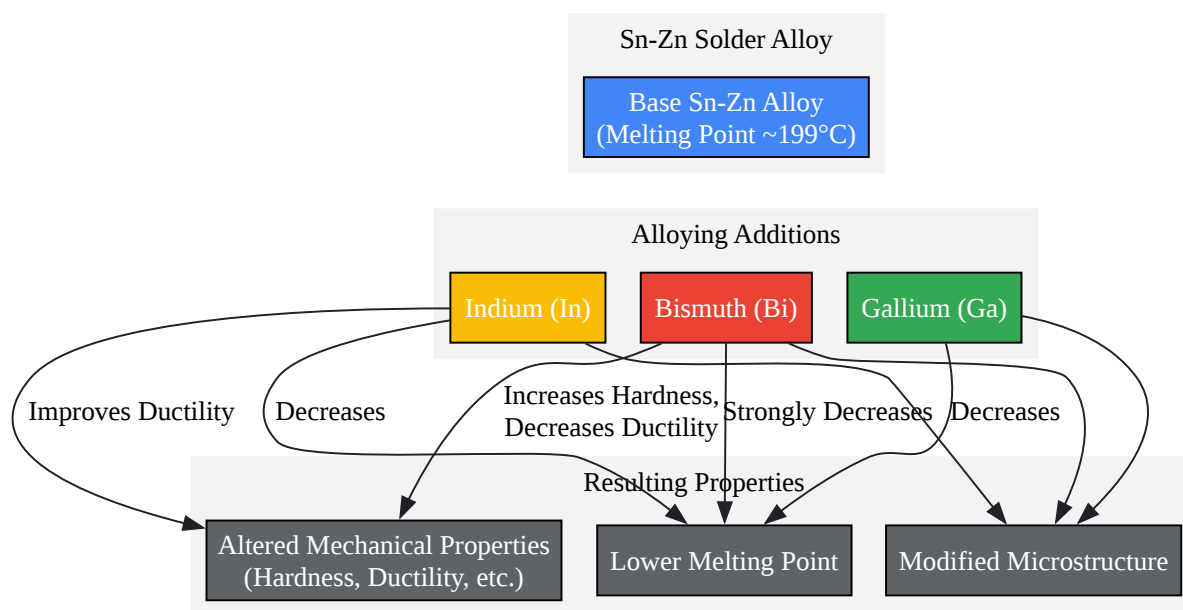 Sn-Zn Solder Alloy
Base Sn-Zn Alloy
(Melting Point ~199°C)
Alloying Additions
Indium (In)
Bismuth (Bi)
Gallium (Ga)
Improves Ductility
Decreases
Increases Hardness,
Decreases Ductility
Strongly Decreases
Decreases
Resulting Properties
Altered Mechanical Properties
(Hardness, Ductility, etc.)
Lower Melting Point
Modified Microstructure